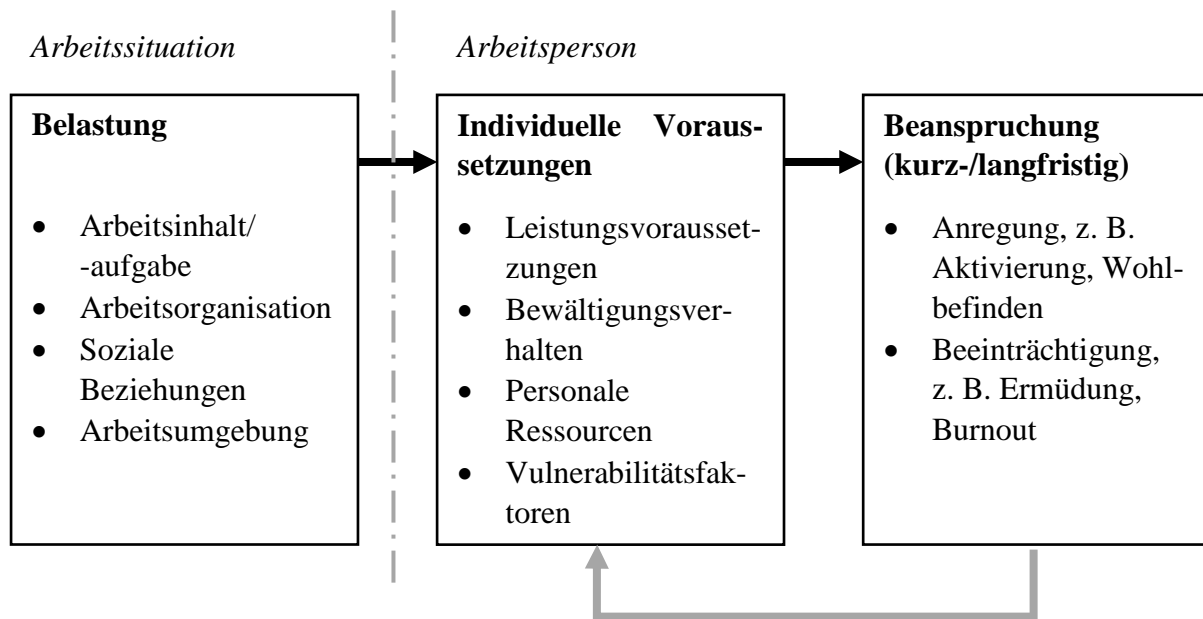 Arbeitssituation
Arbeitsperson
Belastung
• Arbeitsinhalt/
-aufgabe
• Arbeitsorganisation
• Soziale
Beziehungen
• Arbeitsumgebung
Individuelle Voraus-
setzungen
• Leistungsvorausset-
zungen
• Bewältigungsver-
halten
• Personale
Ressourcen
• Vulnerabilitätsfak-
toren
Beanspruchung
(kurz-/langfristig)
• Anregung, z. B.
Aktivierung, Wohl-
befinden
• Beeinträchtigung,
z. B. Ermüdung,
Burnout